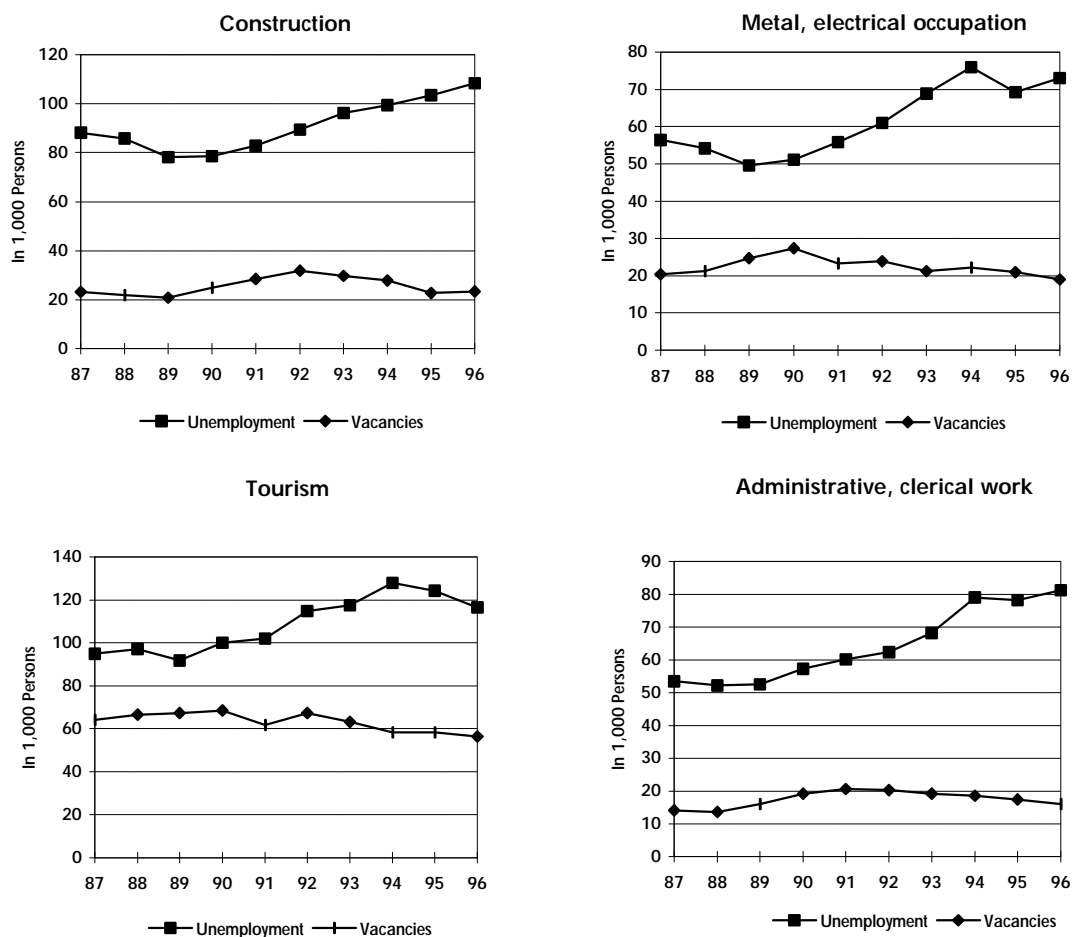 Construction
In 1,000 Persons
120
100
80
60
40
20
0
87 88 89 90 91 92 93 94 95 96
Unemployment Vacancies
Metal, electrical occupation
In 1,000 Persons
80
70
60
50
40
30
20
10
0
87 88 89 90 91 92 93 94 95 96
Unemployment Vacancies
Tourism
In 1,000 Persons
140
120
100
80
60
40
20
0
87 88 89 90 91 92 93 94 95 96
Unemployment Vacancies
Administrative, clerical work
In 1,000 Persons
90
80
70
60
50
40
30
20
10
0
87 88 89 90 91 92 93 94 95 96
Unemployment Vacancies